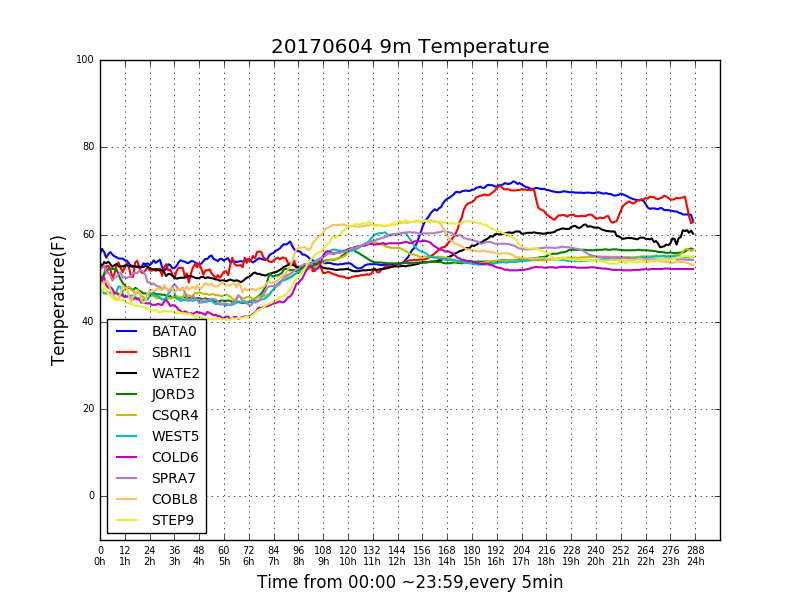 20170604 9m Temperature
Temperature(F)
100
80
60
40
20
0
BATA0
SBRI1
WATE2
JORD3
CSQR4
WEST5
COLD6
SPRA7
COBL8
STEP9
0 12 24 36 48 60 72 84 96 108 120 132 144 156 168 180 192 204 216 228 240 252 264 276 288
0h 1h 2h 3h 4h 5h 6h 7h 8h 9h 10h 11h 12h 13h 14h 15h 16h 17h 18h 19h 20h 21h 22h 23h 24h
Time from 00:00 ~23:59,every 5min